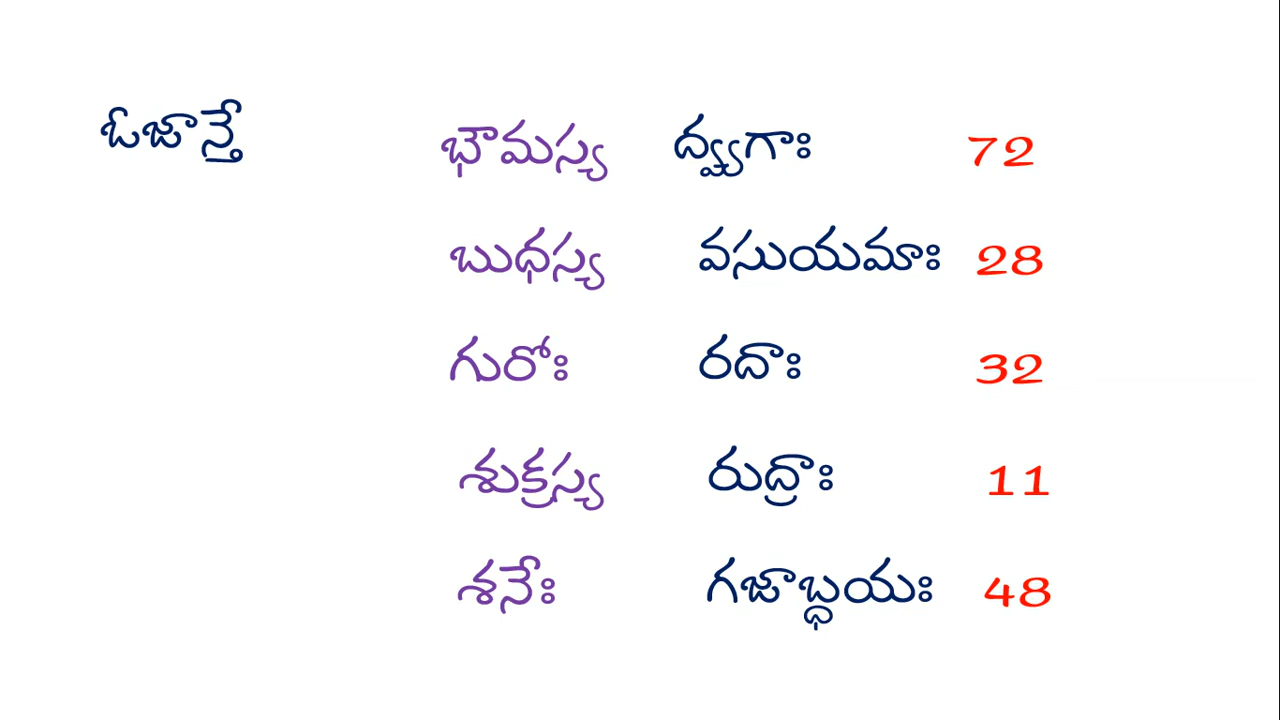 ఓజాన్తే భౌమస్య ద్వ్యగాః 72
బుధస్య వసుయమాః 28
గురోః రదాః 32
శుక్రస్య రుద్రాః 11
శనేః గజాబ్ధయః 48